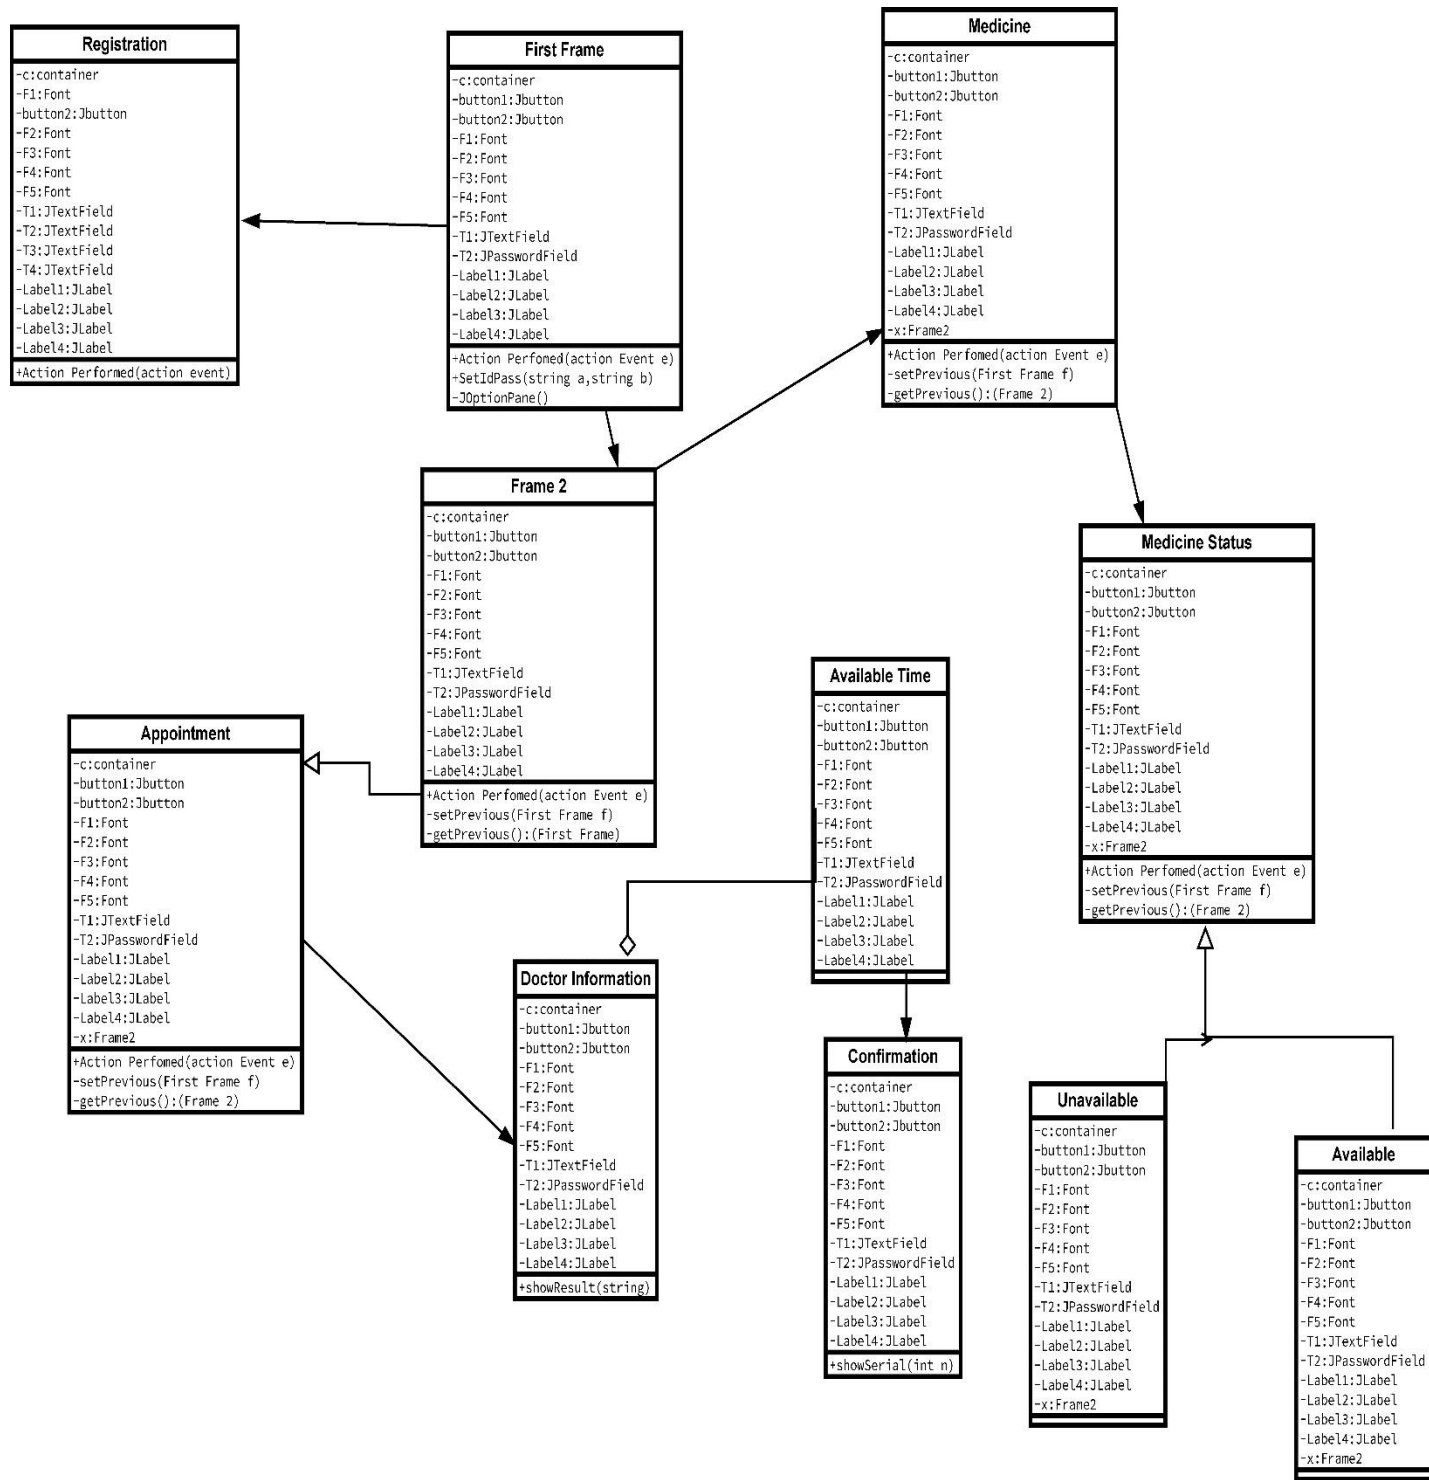 Registration
-c:container
-F1:Font
-button2:Jbutton
-F2:Font
-F3:Font
-F4:Font
-F5:Font
-T1:JTextField
-T2:JTextField
-T3:JTextField
-T4:JTextField
-Label1:JLabel
-Label2:JLabel
-Label3:JLabel
-Label4:JLabel
+Action Performed(action event)
First Frame
-c:container
-button1:Jbutton
-button2:Jbutton
-F1:Font
-F2:Font
-F3:Font
-F4:Font
-F5:Font
-T1:JTextField
-T2:JPasswordField
-Label1:JLabel
-Label2:JLabel
-Label3:JLabel
-Label4:JLabel
+Action Perfomed(action Event e)
+SetIdPass(string a,string b)
-JOptionPane()
Medicine
-c:container
-button1:Jbutton
-button2:Jbutton
-F1:Font
-F2:Font
-F3:Font
-F4:Font
-F5:Font
-T1:JTextField
-T2:JPasswordField
-Label1:JLabel
-Label2:JLabel
-Label3:JLabel
-Label4:JLabel
-x:Frame2
+Action Perfomed(action Event e)
-setPrevious(First Frame f)
-getPrevious():(Frame 2)
Frame 2
-c:container
-button1:Jbutton
-button2:Jbutton
-F1:Font
-F2:Font
-F3:Font
-F4:Font
-F5:Font
-T1:JTextField
-T2:JPasswordField
-Label1:JLabel
-Label2:JLabel
-Label3:JLabel
-Label4:JLabel
+Action Perfomed(action Event e)
-setPrevious(First Frame f)
-getPrevious():(First Frame)
Medicine Status
-c:container
-button1:Jbutton
-button2:Jbutton
-F1:Font
-F2:Font
-F3:Font
-F4:Font
-F5:Font
-T1:JTextField
-T2:JPasswordField
-Label1:JLabel
-Label2:JLabel
-Label3:JLabel
-Label4:JLabel
-x:Frame2
+Action Perfomed(action Event e)
-setPrevious(First Frame f)
-getPrevious():(Frame 2)
Appointment
-c:container
-button1:Jbutton
-button2:Jbutton
-F1:Font
-F2:Font
-F3:Font
-F4:Font
-F5:Font
-T1:JTextField
-T2:JPasswordField
-Label1:JLabel
-Label2:JLabel
-Label3:JLabel
-Label4:JLabel
-x:Frame2
+Action Perfomed(action Event e)
-setPrevious(First Frame f)
-getPrevious():(Frame 2)
Available Time
-c:container
-button1:Jbutton
-button2:Jbutton
-F1:Font
-F2:Font
-F3:Font
-F4:Font
-F5:Font
-T1:JTextField
-T2:JPasswordField
-Label1:JLabel
-Label2:JLabel
-Label3:JLabel
-Label4:JLabel
Doctor Information
-c:container
-button1:Jbutton
-button2:Jbutton
-F1:Font
-F2:Font
-F3:Font
-F4:Font
-F5:Font
-T1:JTextField
-T2:JPasswordField
-Label1:JLabel
-Label2:JLabel
-Label3:JLabel
-Label4:JLabel
+showResult(string)
Confirmation
-c:container
-button1:Jbutton
-button2:Jbutton
-F1:Font
-F2:Font
-F3:Font
-F4:Font
-F5:Font
-T1:JTextField
-T2:JPasswordField
-Label1:JLabel
-Label2:JLabel
-Label3:JLabel
-Label4:JLabel
+showSerial(int n)
Unavailable
-c:container
-button1:Jbutton
-button2:Jbutton
-F1:Font
-F2:Font
-F3:Font
-F4:Font
-F5:Font
-T1:JTextField
-T2:JPasswordField
-Label1:JLabel
-Label2:JLabel
-Label3:JLabel
-Label4:JLabel
-x:Frame2
Available
-c:container
-button1:Jbutton
-button2:Jbutton
-F1:Font
-F2:Font
-F3:Font
-F4:Font
-F5:Font
-T1:JTextField
-T2:JPasswordField
-Label1:JLabel
-Label2:JLabel
-Label3:JLabel
-Label4:JLabel
-x:Frame2